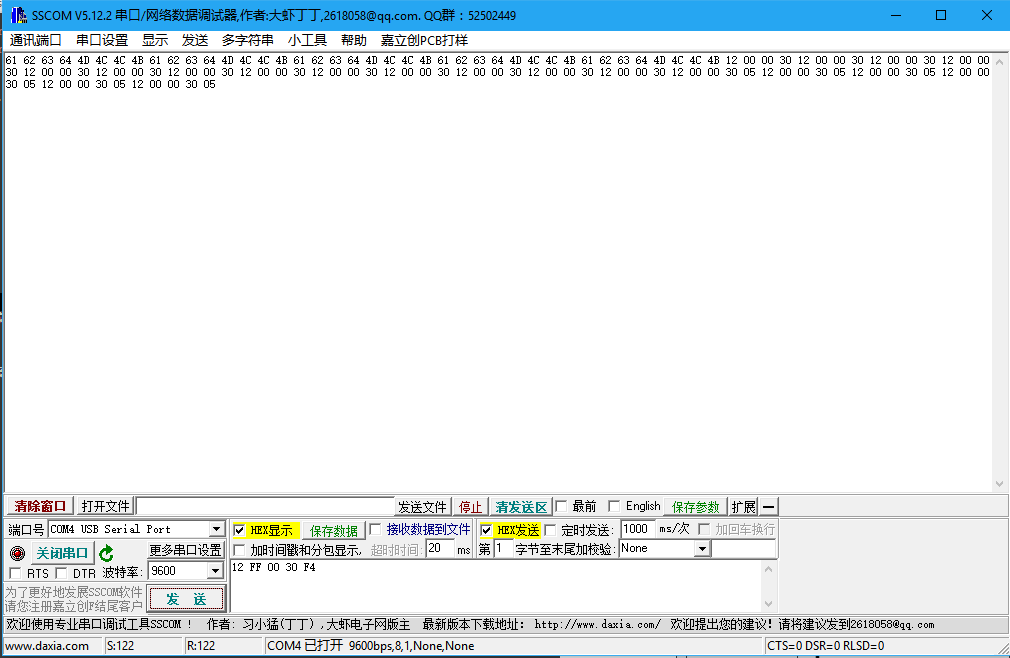 SSCOM V5.12.2 串口/网络数据调试器,作者:大虾丁丁,2618058@qq.com. QQ群：52502449
通讯端口 串口设置 显示 发送 多字符串 小工具 帮助 嘉立创PCB打样
61 62 63 64 4D 4C 4C 4B 61 62 63 64 4D 4C 4C 4B 61 62 63 64 4D 4C 4C 4B 61 62 63 64 4D 4C 4C 4B 61 62 63 64 4D 4C 4C 4B 12 00 00 30 12 00 00 30 12 00 00 30 12 00 00
30 12 00 00 30 12 00 00 30 12 00 00 30 12 00 00 30 12 00 00 30 12 00 00 30 12 00 00 30 12 00 00 30 12 00 00 30 12 00 00 30 05 12 00 00 30 05 12 00 00 30 05 12 00 00
30 05 12 00 00 30 05 12 00 00 30 05
清除窗口 打开文件 发送文件 停止 清发送区 最前 English 保存参数 扩展 —
端口号 COM4 USB Serial Port HEX显示 保存数据 接收数据到文件 HEX发送 定时发送: 1000 ms/次 加回车换行
关闭串口 更多串口设置 加时间戳和分包显示, 超时时间: 20 ms 第 1 字节至末尾加校验: None
RTS DTR 波特率: 9600 12 FF 00 30 F4
为了更好地发展SSCOM软件
请您注册嘉立创F结尾客户
发 送
欢迎使用专业串口调试工具SSCOM ! 作者: 习小猛(丁丁),大虾电子网版主 最新版本下载地址: http://www.daxia.com/ 欢迎提出您的建议! 请将建议发到2618058@qq.com
www.daxia.com S:122 R:122 COM4 已打开 9600bps,8,1,None,None CTS=0 DSR=0 RLSD=0